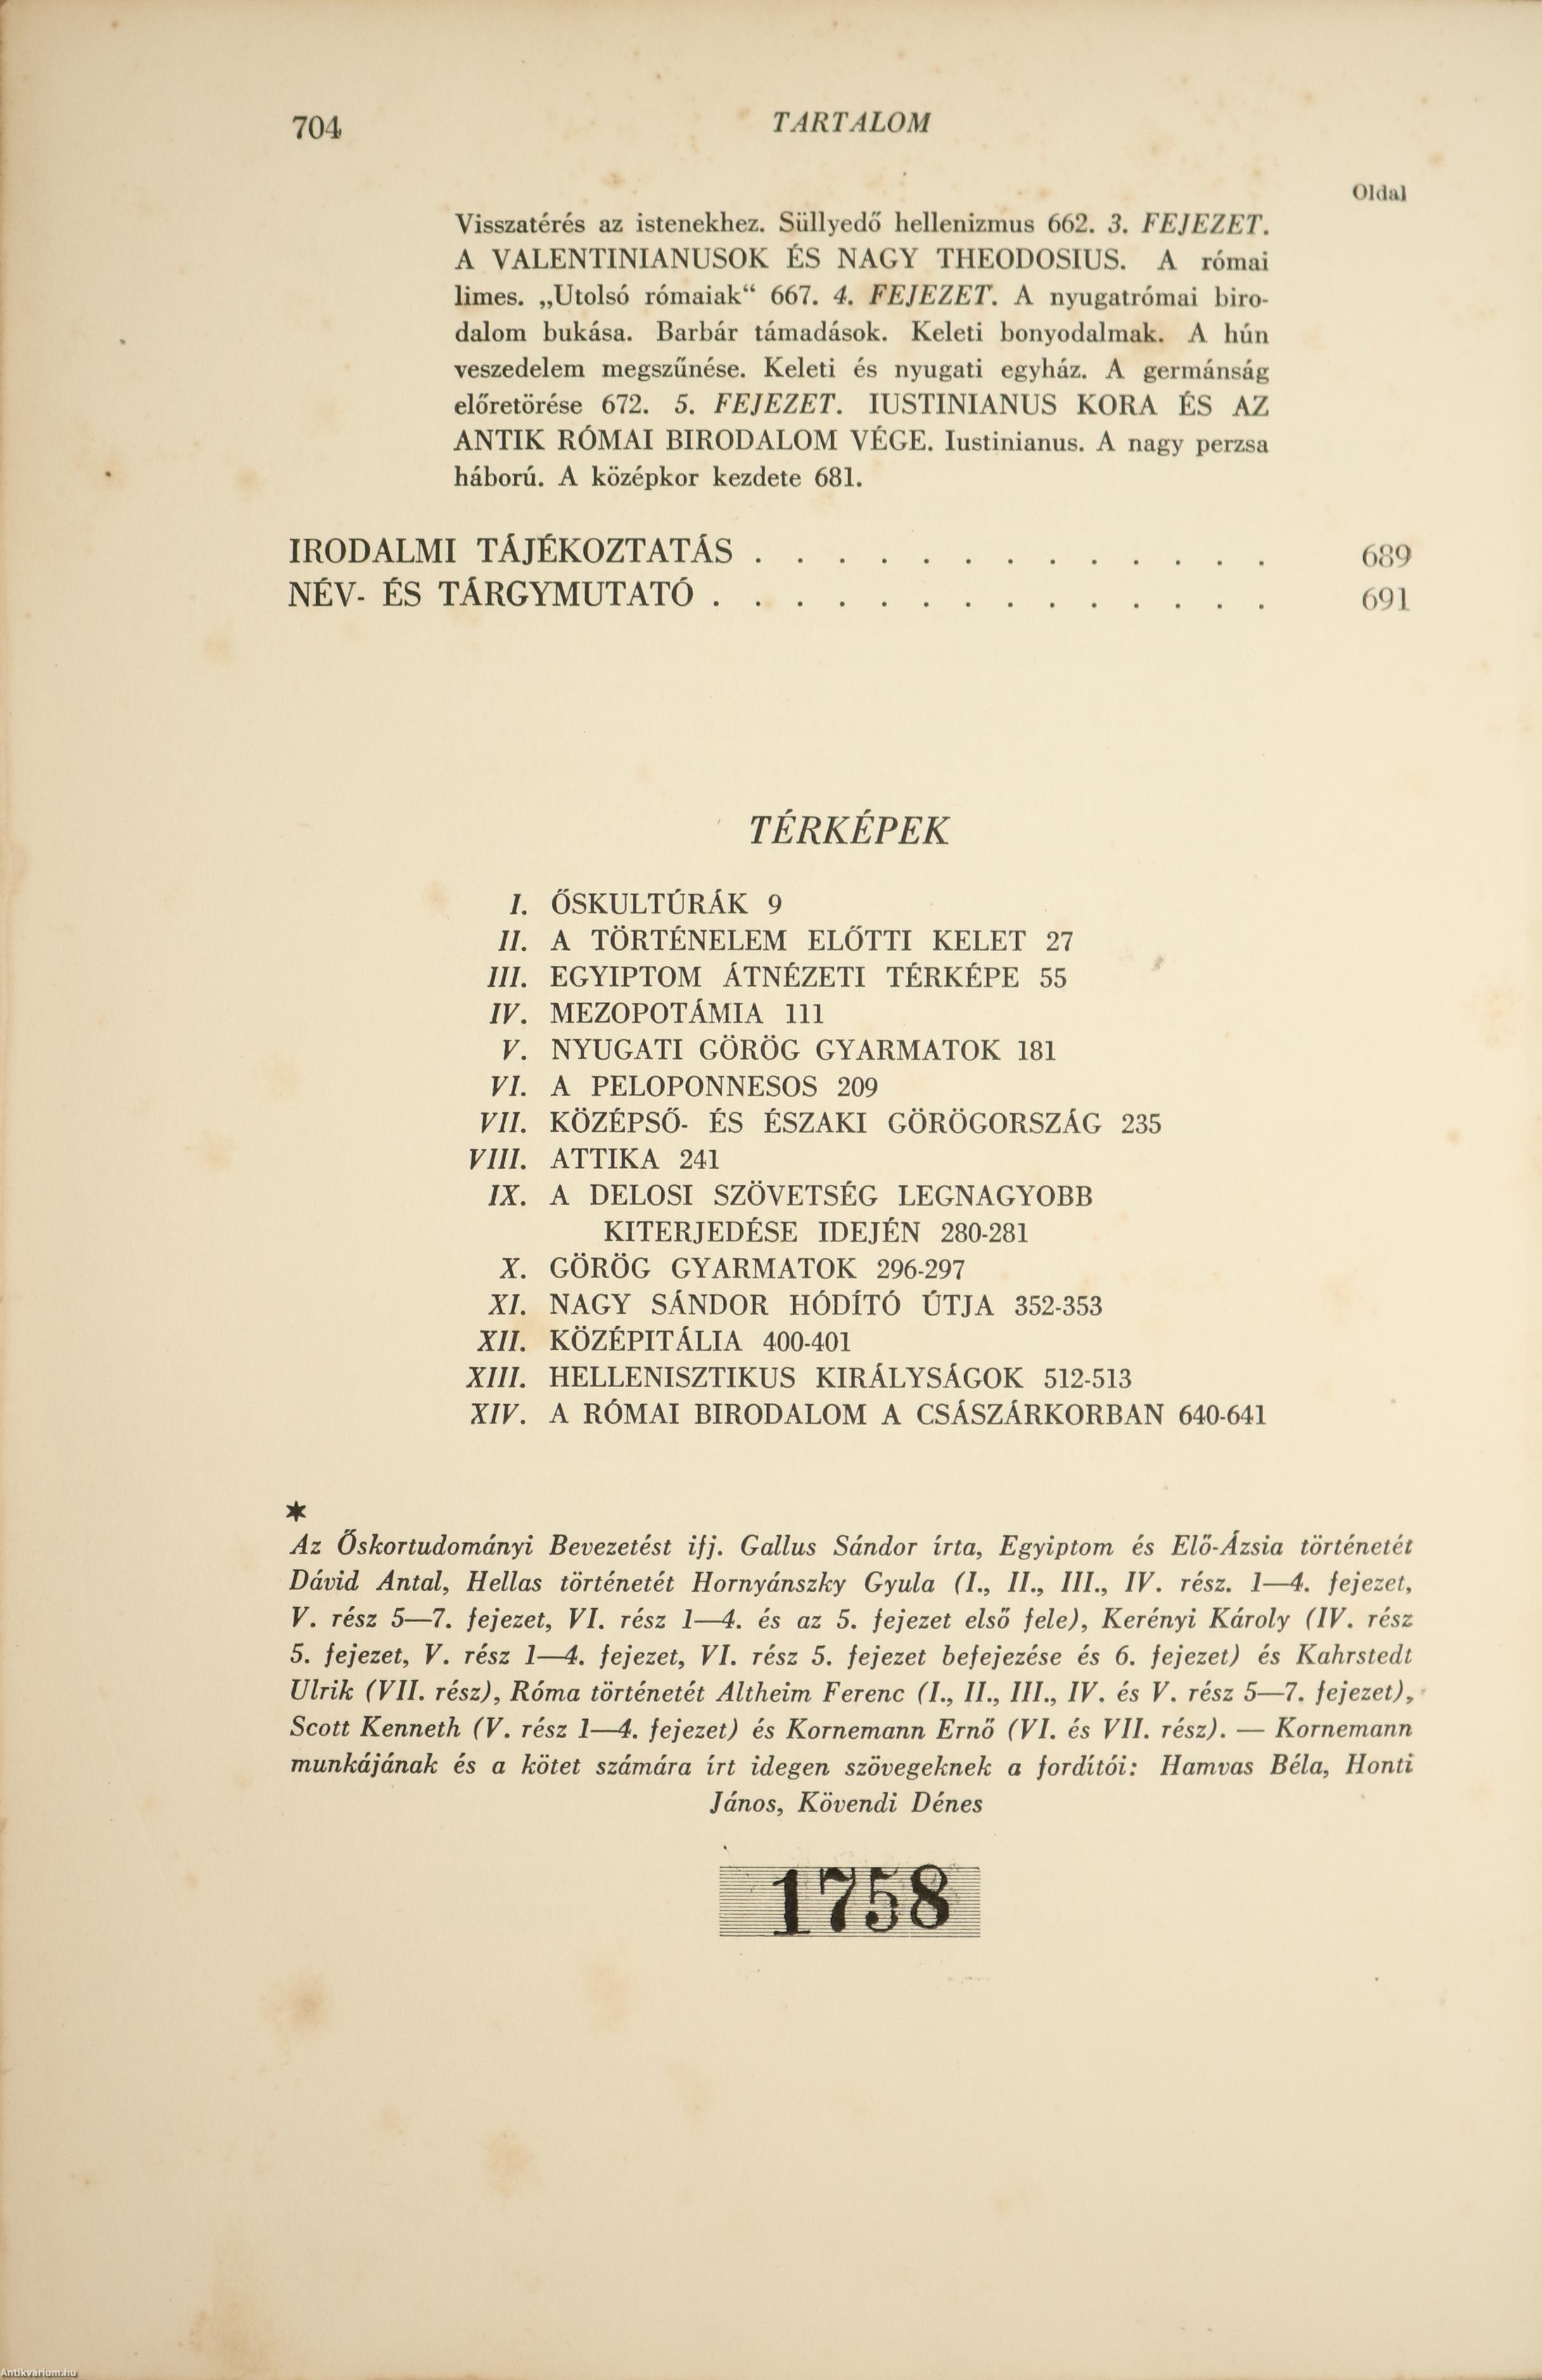 704
TARTALOM
Oldal
Visszatérés az istenekhez. Süllyedő hellenizmus 662. 3. FEJEZET.
A VALENTINIANUSOK ÉS NAGY THEODOSIUS. A római
limes. „Utolsó rómaiak“ 667. 4. FEJEZET. A nyugatrómai biro-
dalom bukása. Barbár támadások. Keleti bonyodalmak. A hún
veszedelem megszűnése. Keleti és nyugati egyház. A germánság
előretörése 672. 5. FEJEZET. IUSTINIANUS KORA ÉS AZ
ANTIK RÓMAI BIRODALOM VÉGE. Iustinianus. A nagy perzsa
háború. A középkor kezdete 681.
IRODALMI TÁJÉKOZTATÁS . . . . . . . . . . . . . 689
NÉV- ÉS TÁRGYMUTATÓ . . . . . . . . . . . . . . 691
TÉRKÉPEK
I. ŐSKULTÚRÁK 9
II. A TÖRTÉNELEM ELŐTTI KELET 27
III. EGYIPTOM ÁTNÉZETI TÉRKÉPE 55
IV. MEZOPOTÁMIA 111
V. NYUGATI GÖRÖG GYARMATOK 181
VI. A PELOPONNESOS 209
VII. KÖZÉPSŐ- ÉS ÉSZAKI GÖRÖGORSZÁG 235
VIII. ATTIKA 241
IX. A DELOSI SZÖVETSÉG LEGNAGYOBB
KITERJEDÉSE IDEJÉN 280-281
X. GÖRÖG GYARMATOK 296-297
XI. NAGY SÁNDOR HÓDÍTÓ ÚTJA 352-353
XII. KÖZÉPITÁLIA 400-401
XIII. HELLENISZTIKUS KIRÁLYSÁGOK 512-513
XIV. A RÓMAI BIRODALOM A CSÁSZÁRKORBAN 640-641
*
Az Őskortudományi Bevezetést ifj. Gallus Sándor írta, Egyiptom és Elő-Ázsia történetét
Dávid Antal, Hellas történetét Hornyánszky Gyula (I., II., III., IV. rész. 1—4. fejezet,
V. rész 5—7. fejezet, VI. rész 1—4. és az 5. fejezet első fele), Kerényi Károly (IV. rész
5. fejezet, V. rész 1—4. fejezet, VI. rész 5. fejezet befejezése és 6. fejezet) és Kahrstedt
Ulrik (VII. rész), Róma történetét Altheim Ferenc (I., II., III., IV. és V. rész 5—7. fejezet),
Scott Kenneth (V. rész 1—4. fejezet) és Kornemann Ernő (VI. és VII. rész). — Kornemann
munkájának és a kötet számára írt idegen szövegeknek a fordítói: Hamvas Béla, Honti
János, Kövendi Dénes
1758
Antikvárium.hu